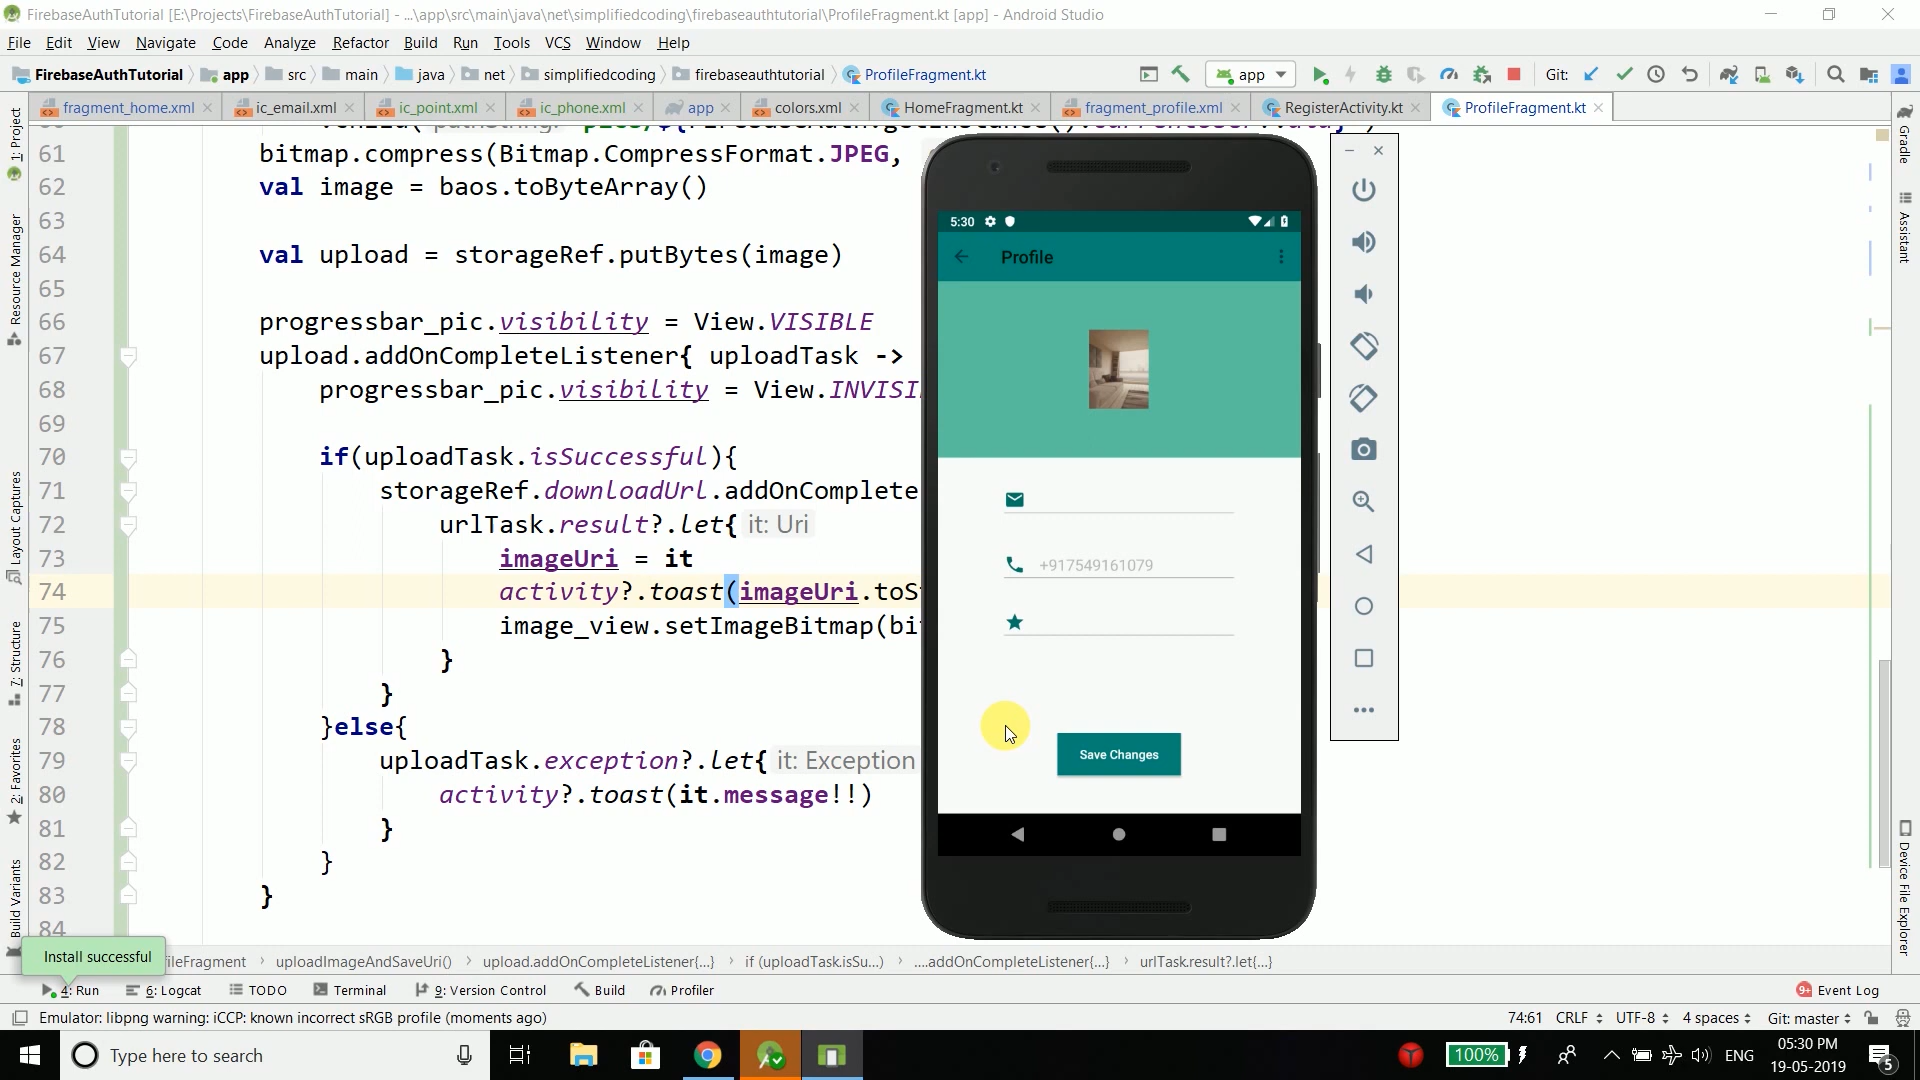 FirebaseAuthTutorial [E:\Projects\FirebaseAuthTutorial] - ...\app\src\main\java\net\simplifiedcoding\firebaseauthtutorial\ProfileFragment.kt [app] - Android Studio
File Edit View Navigate Code Analyze Refactor Build Run Tools VCS Window Help
FirebaseAuthTutorial app src main java net simplifiedcoding firebaseauthtutorial ProfileFragment.kt app Git:
fragment_home.xml ic_email.xml ic_point.xml ic_phone.xml app colors.xml HomeFragment.kt fragment_profile.xml RegisterActivity.kt ProfileFragment.kt
61 bitmap.compress(Bitmap.CompressFormat.JPEG,
62 val image = baos.toByteArray()
63
64 val upload = storageRef.putBytes(image)
65
66 progressbar_pic.visibility = View.VISIBLE
67 upload.addOnCompleteListener{ uploadTask ->
68 progressbar_pic.visibility = View.INVISI
69
70 if(uploadTask.isSuccessful){
71 storageRef.downloadUrl.addOnComplete
72 urlTask.result?.let{ it: Uri
73 imageUri = it
74 activity?.toast(imageUri.toSt
75 image_view.setImageBitmap(bi
76 }
77 }
78 }else{
79 uploadTask.exception?.let{ it: Exception
80 activity?.toast(it.message!!)
81 }
82 }
83 }
84
5:30
Profile
+917549161079
Save Changes
1: Project
Resource Manager
Layout Captures
7: Structure
2: Favorites
Build Variants
Gradle
Assistant
Device File Explorer
Install successful
ileFragment uploadImageAndSaveUri() upload.addOnCompleteListener{...} if (uploadTask.isSu...) ....addOnCompleteListener{...} urlTask.result?.let{...}
4: Run 6: Logcat TODO Terminal 9: Version Control Build Profiler 9+ Event Log
Emulator: libpng warning: iCCP: known incorrect sRGB profile (moments ago) 74:61 CRLF UTF-8 4 spaces Git: master
Type here to search 100% ENG 05:30 PM
19-05-2019 5